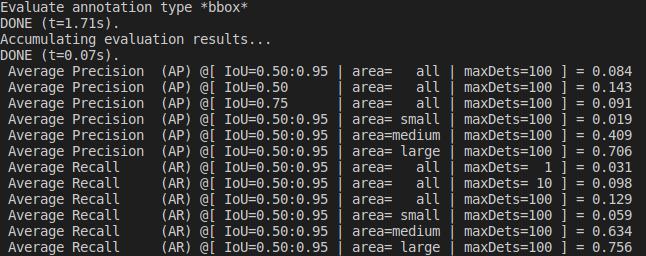 Evaluate annotation type *bbox*
DONE (t=1.71s).
Accumulating evaluation results...
DONE (t=0.07s).
 Average Precision  (AP) @[ IoU=0.50:0.95 | area=   all | maxDets=100 ] = 0.084
 Average Precision  (AP) @[ IoU=0.50      | area=   all | maxDets=100 ] = 0.143
 Average Precision  (AP) @[ IoU=0.75      | area=   all | maxDets=100 ] = 0.091
 Average Precision  (AP) @[ IoU=0.50:0.95 | area= small | maxDets=100 ] = 0.019
 Average Precision  (AP) @[ IoU=0.50:0.95 | area=medium | maxDets=100 ] = 0.409
 Average Precision  (AP) @[ IoU=0.50:0.95 | area= large | maxDets=100 ] = 0.706
 Average Recall     (AR) @[ IoU=0.50:0.95 | area=   all | maxDets=  1 ] = 0.031
 Average Recall     (AR) @[ IoU=0.50:0.95 | area=   all | maxDets= 10 ] = 0.098
 Average Recall     (AR) @[ IoU=0.50:0.95 | area=   all | maxDets=100 ] = 0.129
 Average Recall     (AR) @[ IoU=0.50:0.95 | area= small | maxDets=100 ] = 0.059
 Average Recall     (AR) @[ IoU=0.50:0.95 | area=medium | maxDets=100 ] = 0.634
 Average Recall     (AR) @[ IoU=0.50:0.95 | area= large | maxDets=100 ] = 0.756